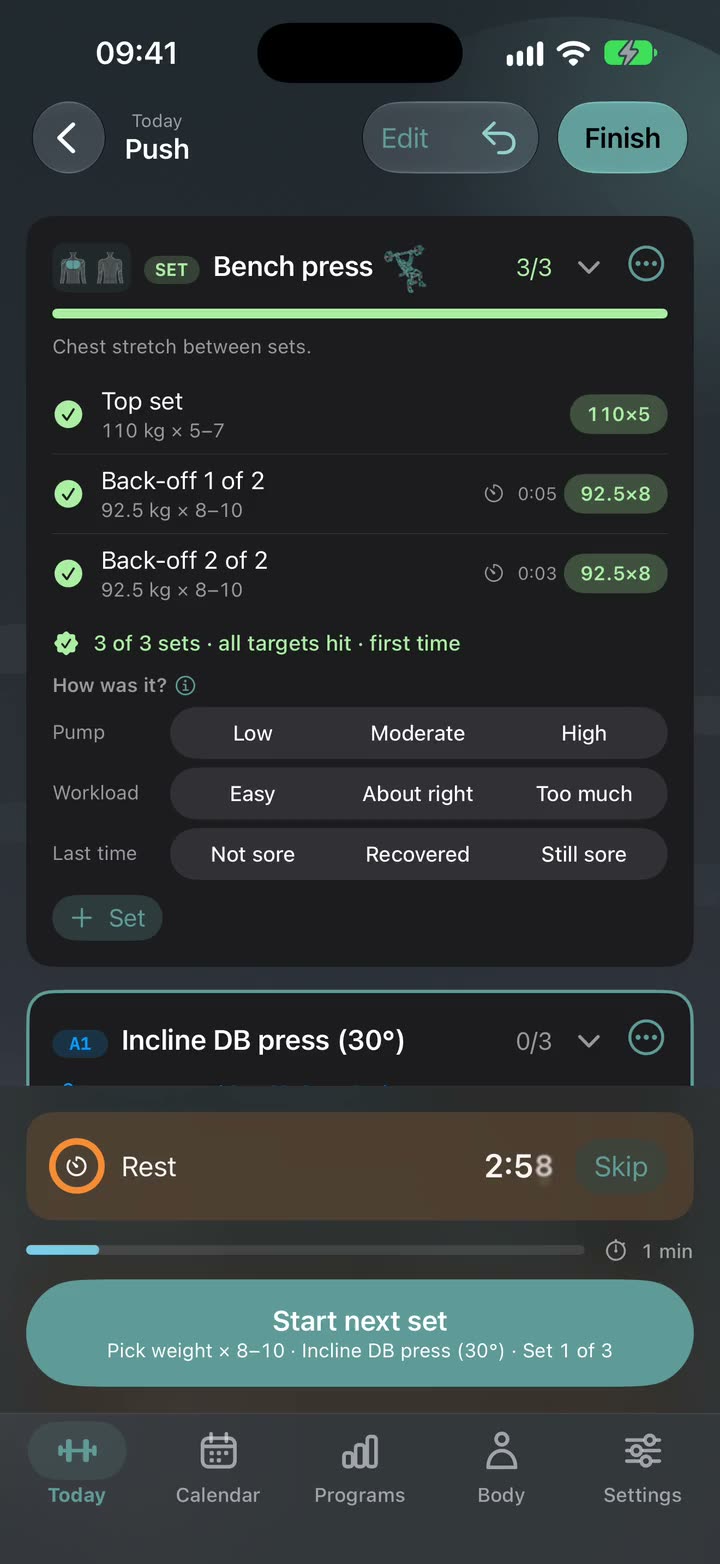 09:41
Today
Push
Edit
Finish
SET Bench press 3/3
Chest stretch between sets.
Top set
110 kg × 5–7
110×5
Back-off 1 of 2
92.5 kg × 8–10
0:05 92.5×8
Back-off 2 of 2
92.5 kg × 8–10
0:03 92.5×8
3 of 3 sets · all targets hit · first time
How was it?
Pump Low Moderate High
Workload Easy About right Too much
Last time Not sore Recovered Still sore
+ Set
A1 Incline DB press (30°) 0/3
Rest 2:58 Skip
1 min
Start next set
Pick weight × 8–10 · Incline DB press (30°) · Set 1 of 3
Today Calendar Programs Body Settings